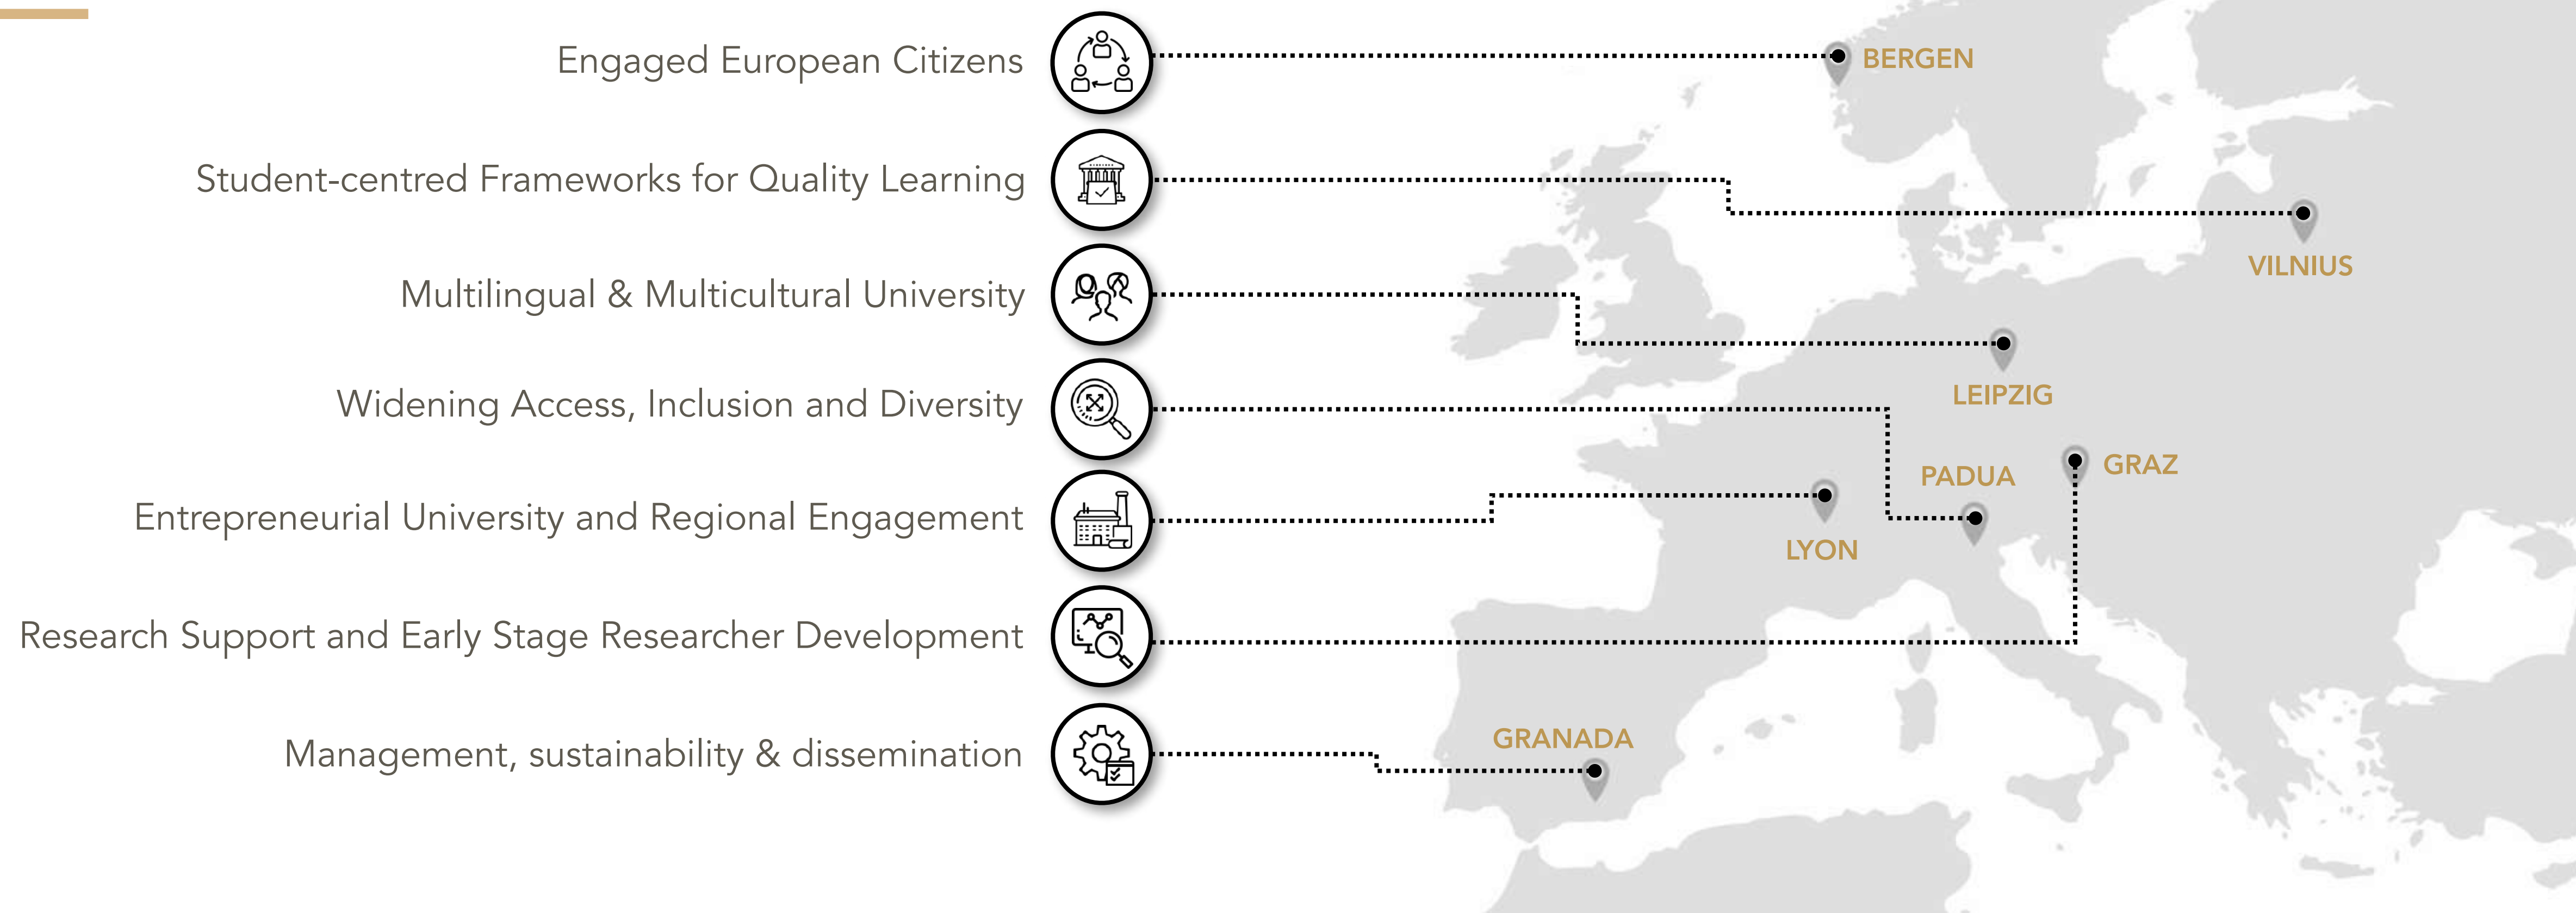 Engaged European Citizens
BERGEN
Student-centred Frameworks for Quality Learning
VILNIUS
Multilingual & Multicultural University
LEIPZIG
Widening Access, Inclusion and Diversity
PADUA
GRAZ
Entrepreneurial University and Regional Engagement
LYON
Research Support and Early Stage Researcher Development
Management, sustainability & dissemination
GRANADA